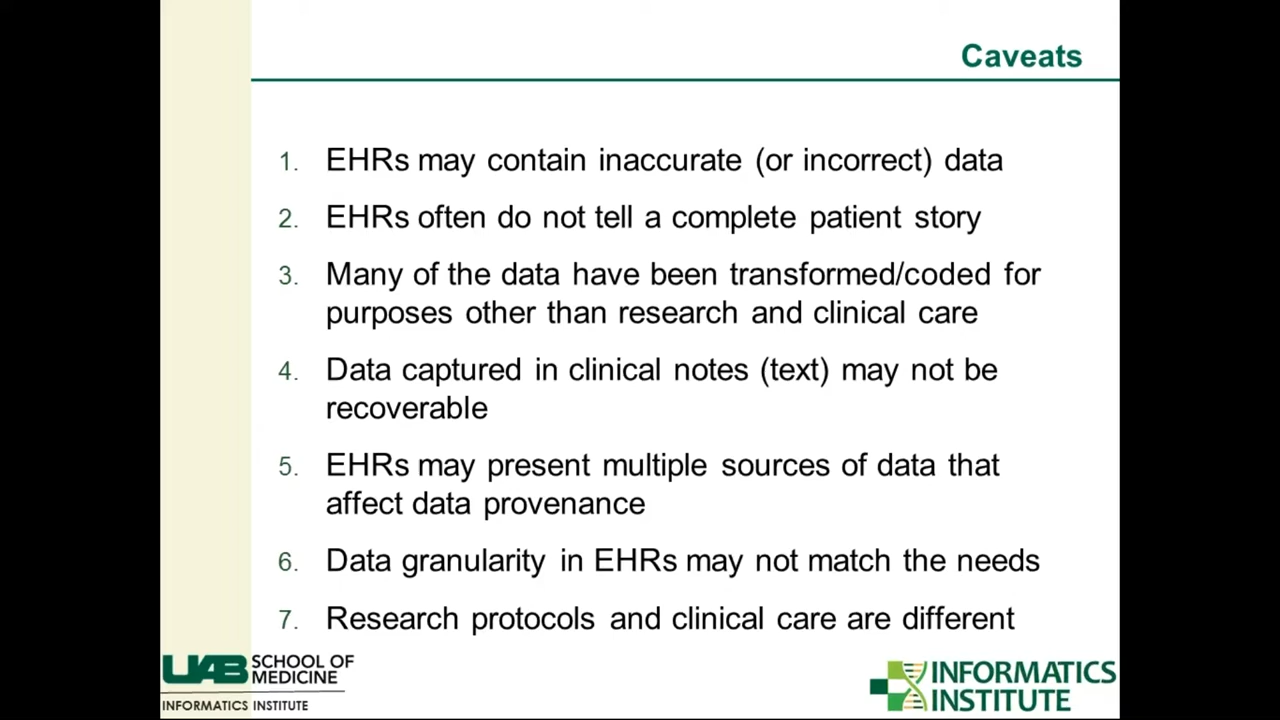 Caveats
1. EHRs may contain inaccurate (or incorrect) data
2. EHRs often do not tell a complete patient story
3. Many of the data have been transformed/coded for
purposes other than research and clinical care
4. Data captured in clinical notes (text) may not be
recoverable
5. EHRs may present multiple sources of data that
affect data provenance
6. Data granularity in EHRs may not match the needs
7. Research protocols and clinical care are different
UAB SCHOOL OF
MEDICINE
INFORMATICS INSTITUTE
INFORMATICS
INSTITUTE